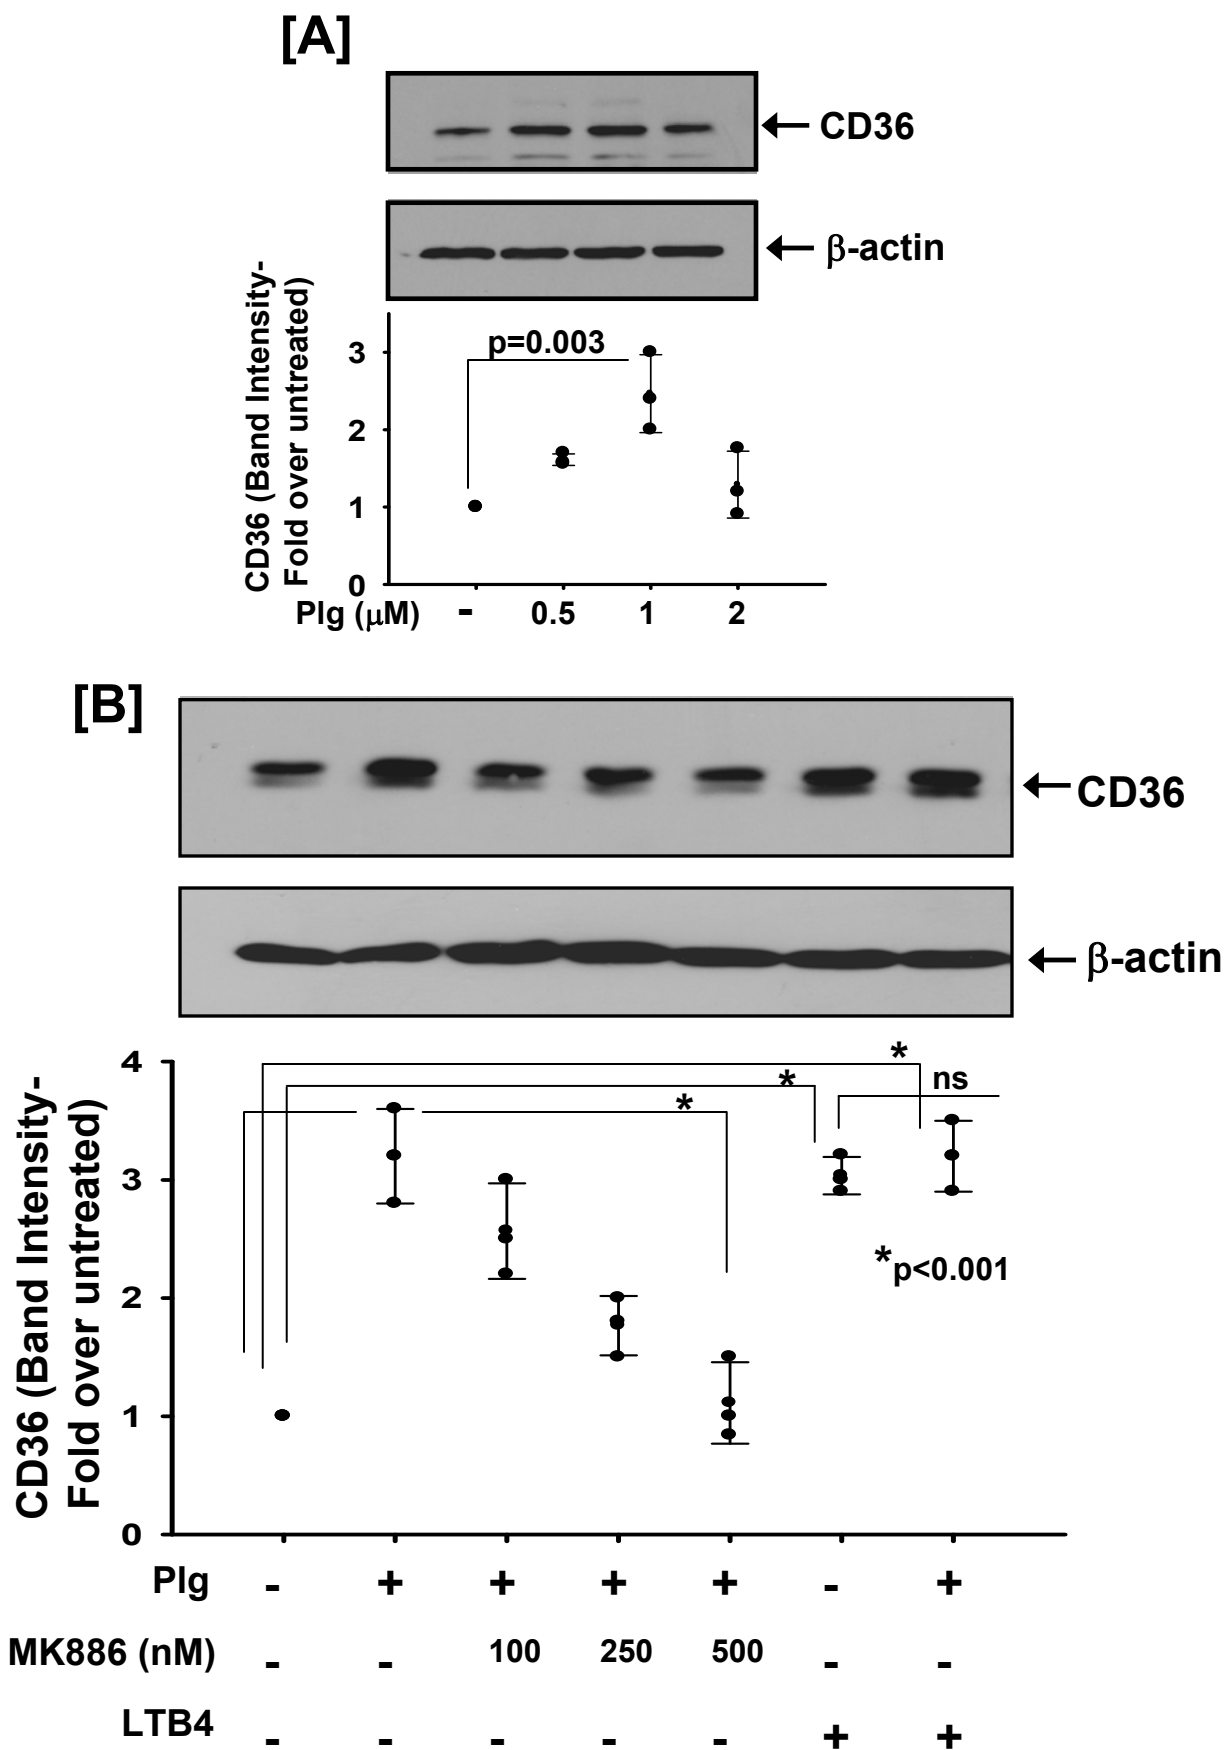 [A]
CD36
β-actin
CD36 (Band Intensity-
Fold over untreated)
3
2
1
0
p=0.003
Plg (μM) - 0.5 1 2
[B]
CD36
β-actin
CD36 (Band Intensity-
Fold over untreated)
4
3
2
1
0
*
*
*
ns
*p<0.001
Plg - + + + + - +
MK886 (nM) - - 100 250 500 - -
LTB4 - - - - - + +